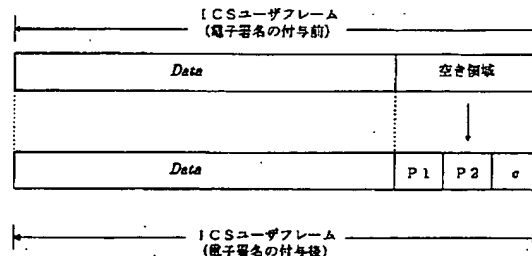 ICSユーザフレーム
(電子署名の付与前)
Data 空き領域
Data P1 P2 σ
ICSユーザフレーム
(電子署名の付与後)